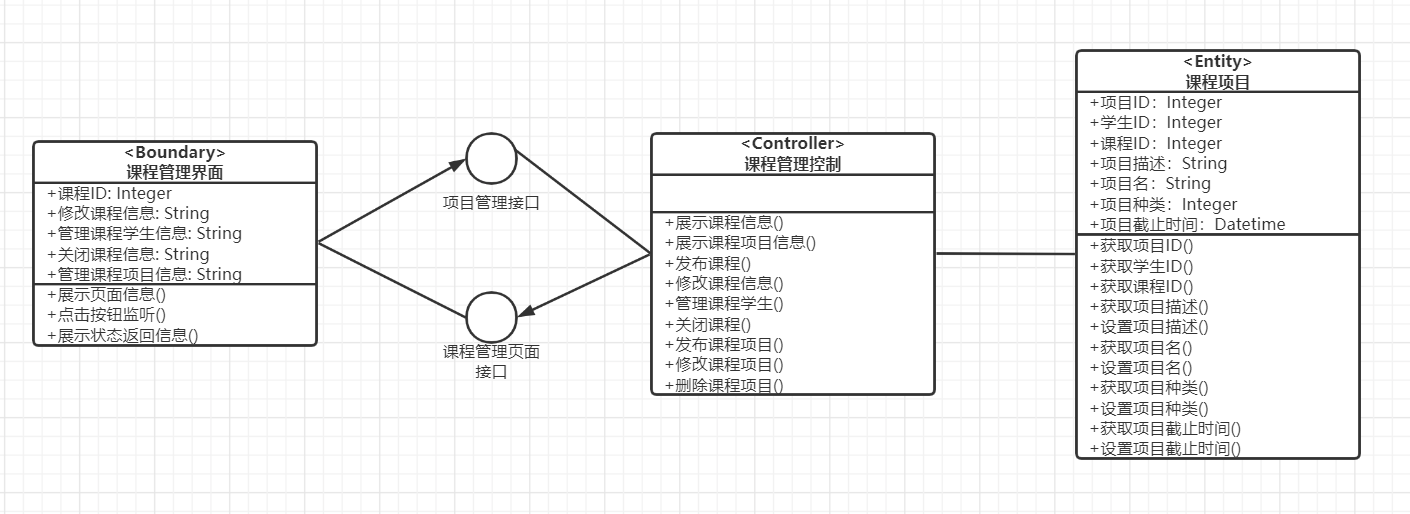 <Boundary>
课程管理界面
+课程ID: Integer
+修改课程信息: String
+管理课程学生信息: String
+关闭课程信息: String
+管理课程项目信息: String
+展示页面信息()
+点击按钮监听()
+展示状态返回信息()
项目管理接口
课程管理页面
接口
<Controller>
课程管理控制
+展示课程信息()
+展示课程项目信息()
+发布课程()
+修改课程信息()
+管理课程学生()
+关闭课程()
+发布课程项目()
+修改课程项目()
+删除课程项目()
<Entity>
课程项目
+项目ID：Integer
+学生ID：Integer
+课程ID：Integer
+项目描述：String
+项目名：String
+项目种类：Integer
+项目截止时间：Datetime
+获取项目ID()
+获取学生ID()
+获取课程ID()
+获取项目描述()
+设置项目描述()
+获取项目名()
+设置项目名()
+获取项目种类()
+设置项目种类()
+获取项目截止时间()
+设置项目截止时间()